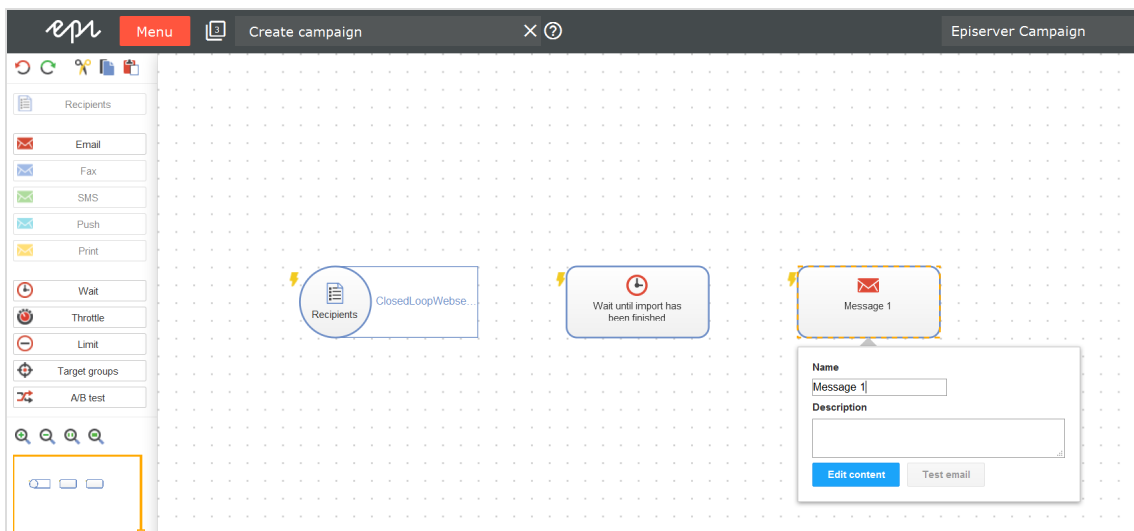 epi
Menu
3
Create campaign
Episerver Campaign
Recipients
Email
Fax
SMS
Push
Print
Wait
Throttle
Limit
Target groups
A/B test
Recipients
ClosedLoopWebse...
Wait until import has
been finished
Message 1
Name
Message 1
Description
Edit content
Test email